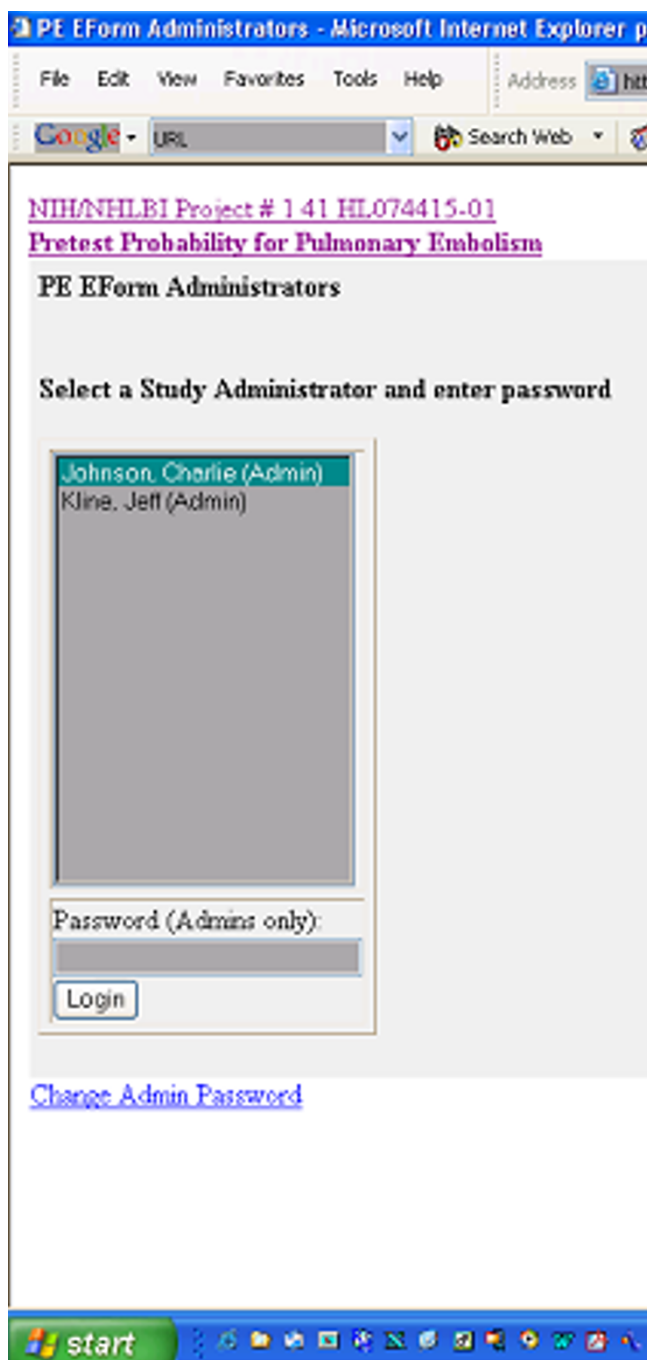 PE EForm Administrators - Microsoft Internet Explorer p
File Edit View Favorites Tools Help Address htt
Google URL Search Web
NIH/NHLBI Project # 1 41 HL074415-01
Pretest Probability for Pulmonary Embolism
PE EForm Administrators
Select a Study Administrator and enter password
Johnson, Charlie (Admin)
Kline, Jeff (Admin)
Password (Admins only):
Login
Change Admin Password
start